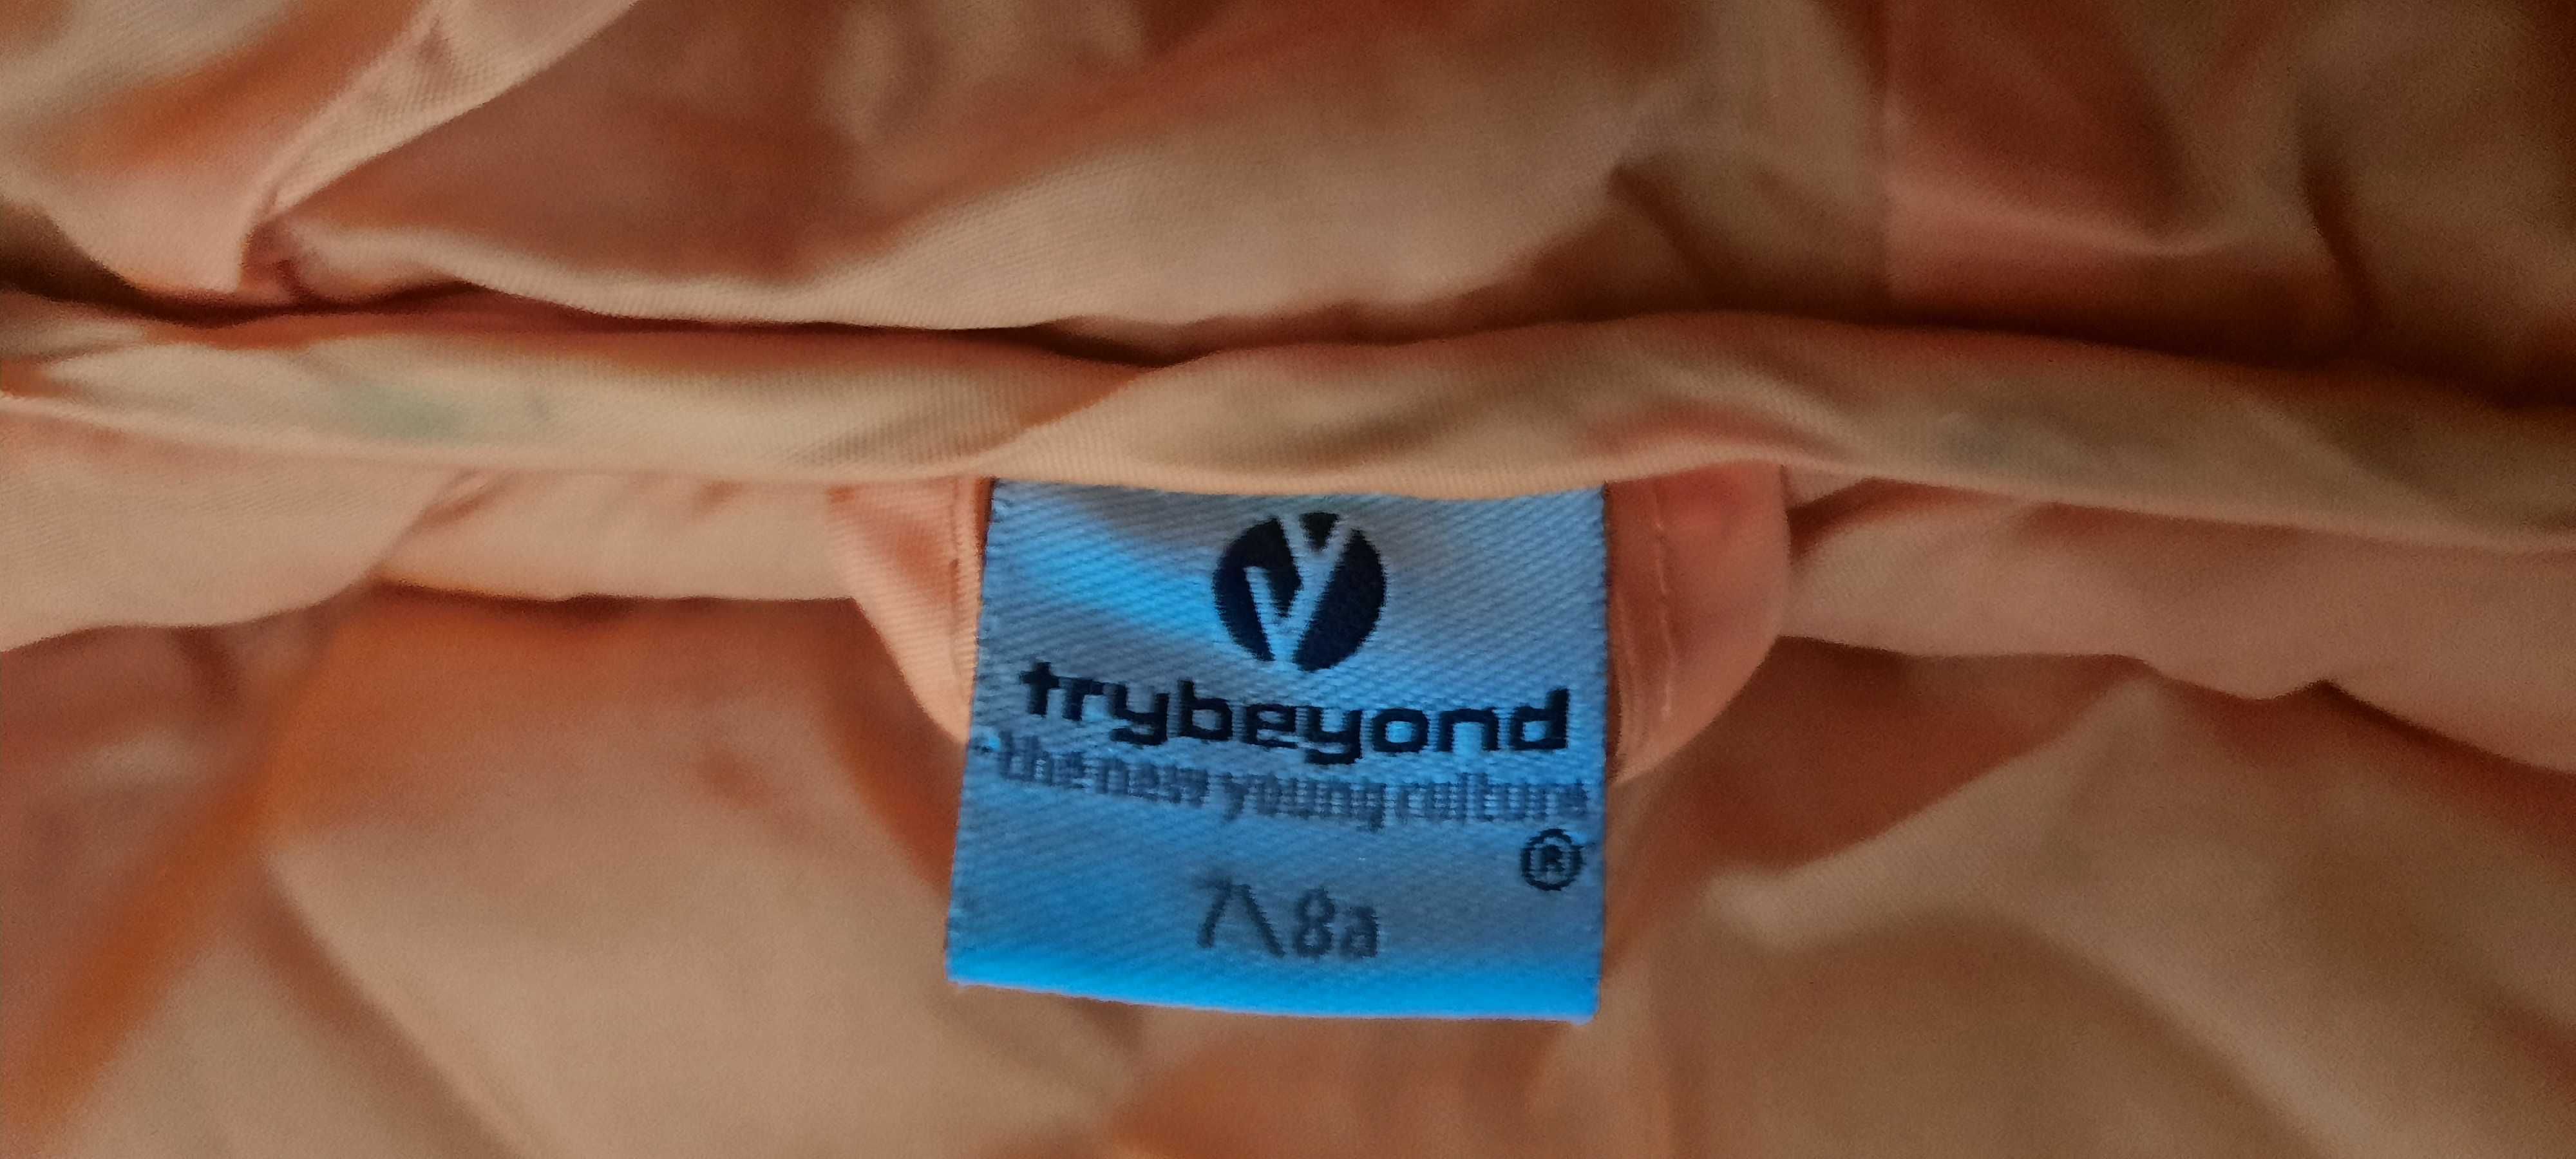 trybeyond
the new young culture
®
7\8a